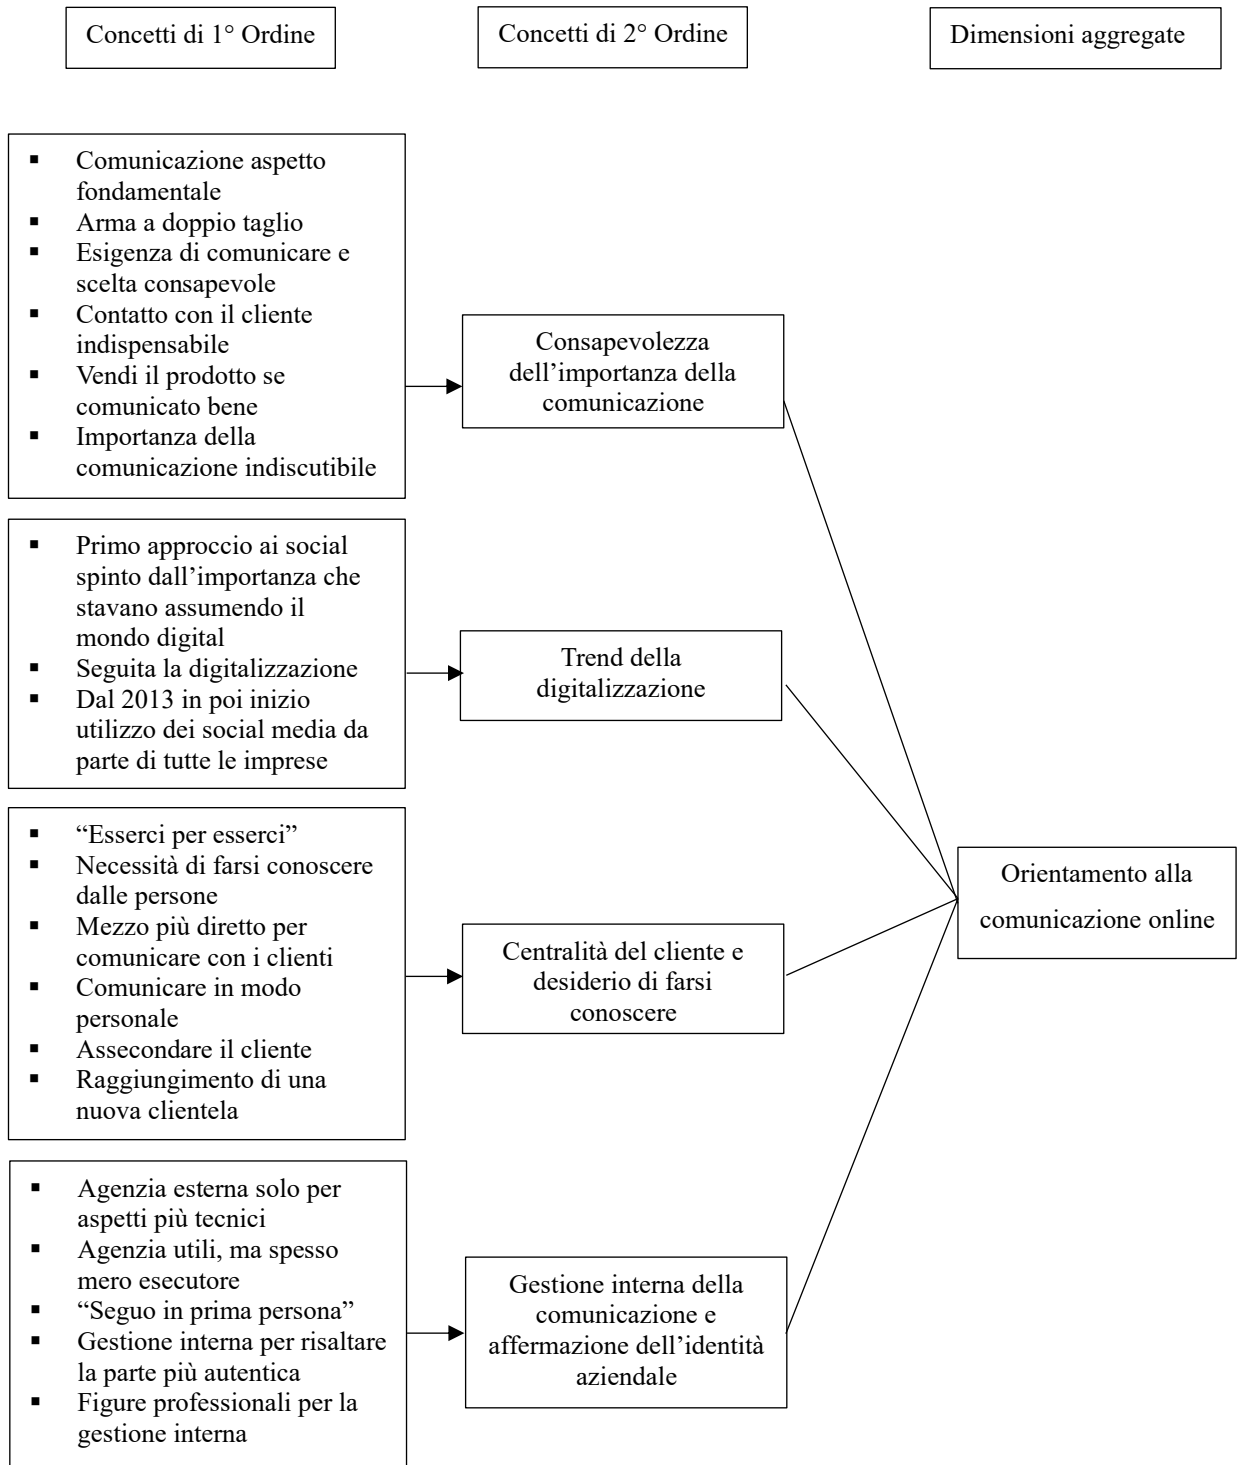 Concetti di 1° Ordine
Concetti di 2° Ordine
Dimensioni aggregate
▪ Comunicazione aspetto
fondamentale
▪ Arma a doppio taglio
▪ Esigenza di comunicare e
scelta consapevole
▪ Contatto con il cliente
indispensabile
▪ Vendi il prodotto se
comunicato bene
▪ Importanza della
comunicazione indiscutibile
Consapevolezza
dell’importanza della
comunicazione
▪ Primo approccio ai social
spinto dall’importanza che
stavano assumendo il
mondo digital
▪ Seguita la digitalizzazione
▪ Dal 2013 in poi inizio
utilizzo dei social media da
parte di tutte le imprese
Trend della
digitalizzazione
▪ “Esserci per esserci”
▪ Necessità di farsi conoscere
dalle persone
▪ Mezzo più diretto per
comunicare con i clienti
▪ Comunicare in modo
personale
▪ Assecondare il cliente
▪ Raggiungimento di una
nuova clientela
Centralità del cliente e
desiderio di farsi
conoscere
Orientamento alla
comunicazione online
▪ Agenzia esterna solo per
aspetti più tecnici
▪ Agenzia utili, ma spesso
mero esecutore
▪ “Seguo in prima persona”
▪ Gestione interna per risaltare
la parte più autentica
▪ Figure professionali per la
gestione interna
Gestione interna della
comunicazione e
affermazione dell’identità
aziendale